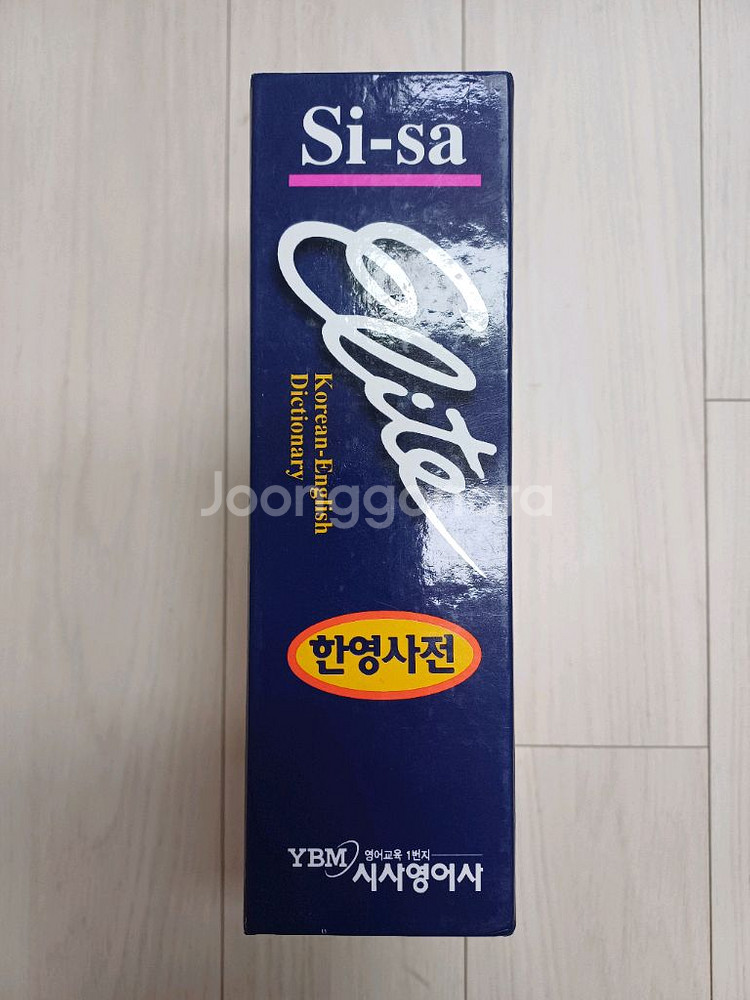 Si-sa
Elite
Korean-English
Dictionary
Joonggonara
한영사전
YBM
영어교육 1번지
시사영어사